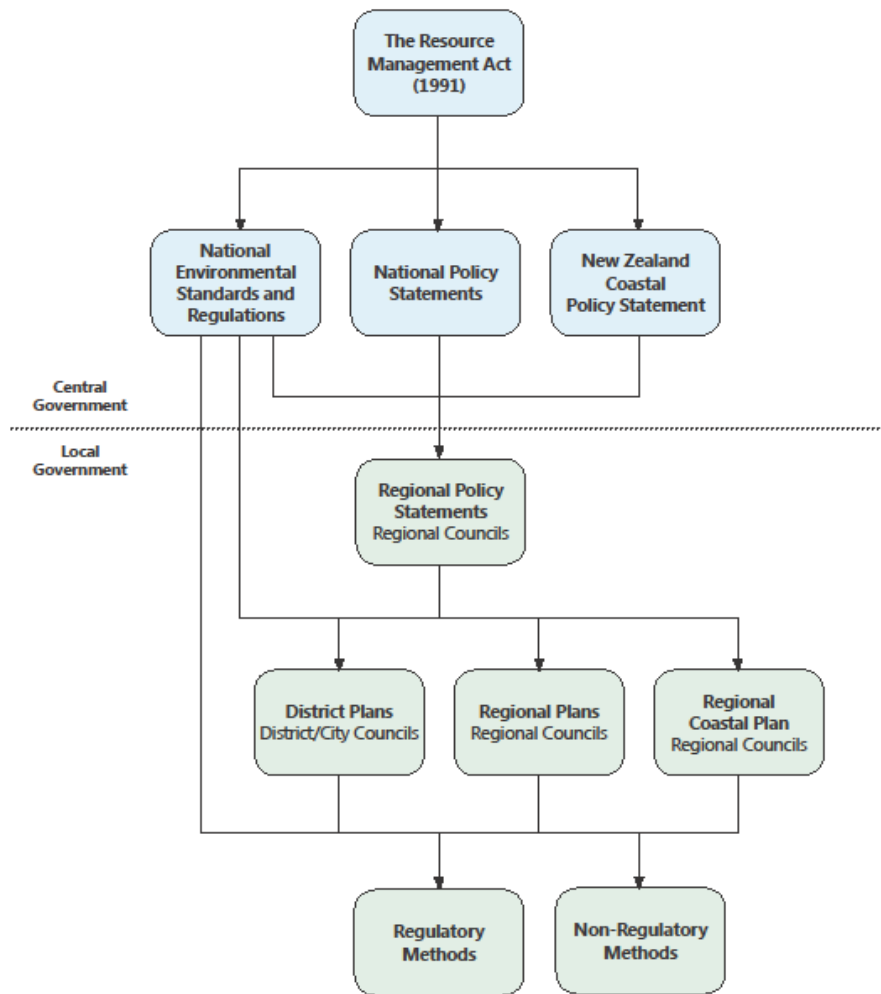 The Resource
Management Act
(1991)
National
Environmental
Standards and
Regulations
National Policy
Statements
New Zealand
Coastal
Policy Statement
Central
Government
Local
Government
Regional Policy
Statements
Regional Councils
District Plans
District/City Councils
Regional Plans
Regional Councils
Regional
Coastal Plan
Regional Councils
Regulatory
Methods
Non-Regulatory
Methods